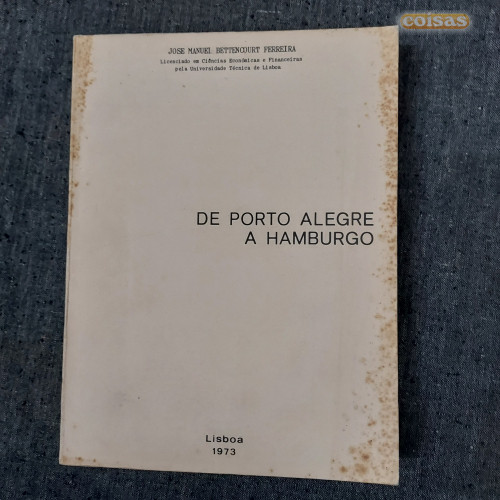 coisas
JOSE MANUEL BETTENCOURT FERREIRA
Licenciado em Ciências Económicas e Financeiras
pela Universidade Técnica de Lisboa
DE PORTO ALEGRE
A HAMBURGO
Lisboa
1973